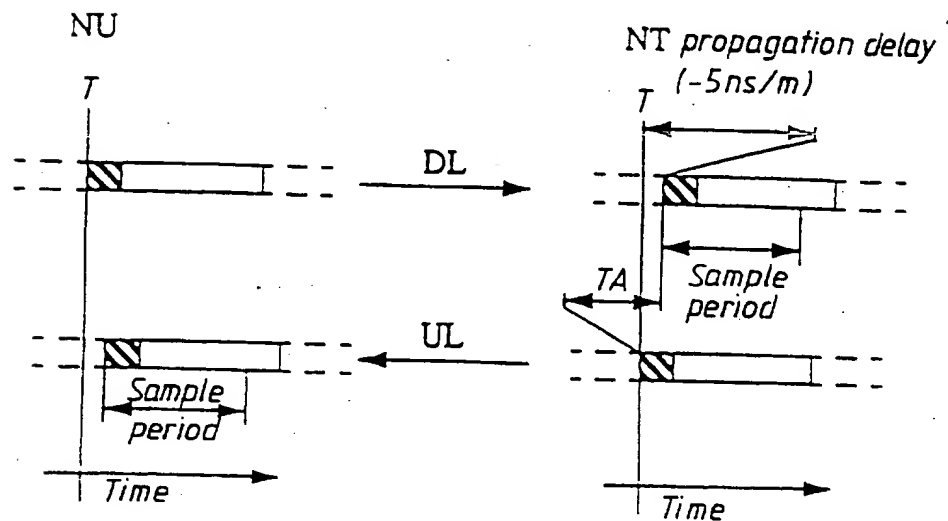 NU
NT propagation delay
(-5ns/m)
T
T
DL
TA
Sample
period
UL
Sample
period
Time
Time